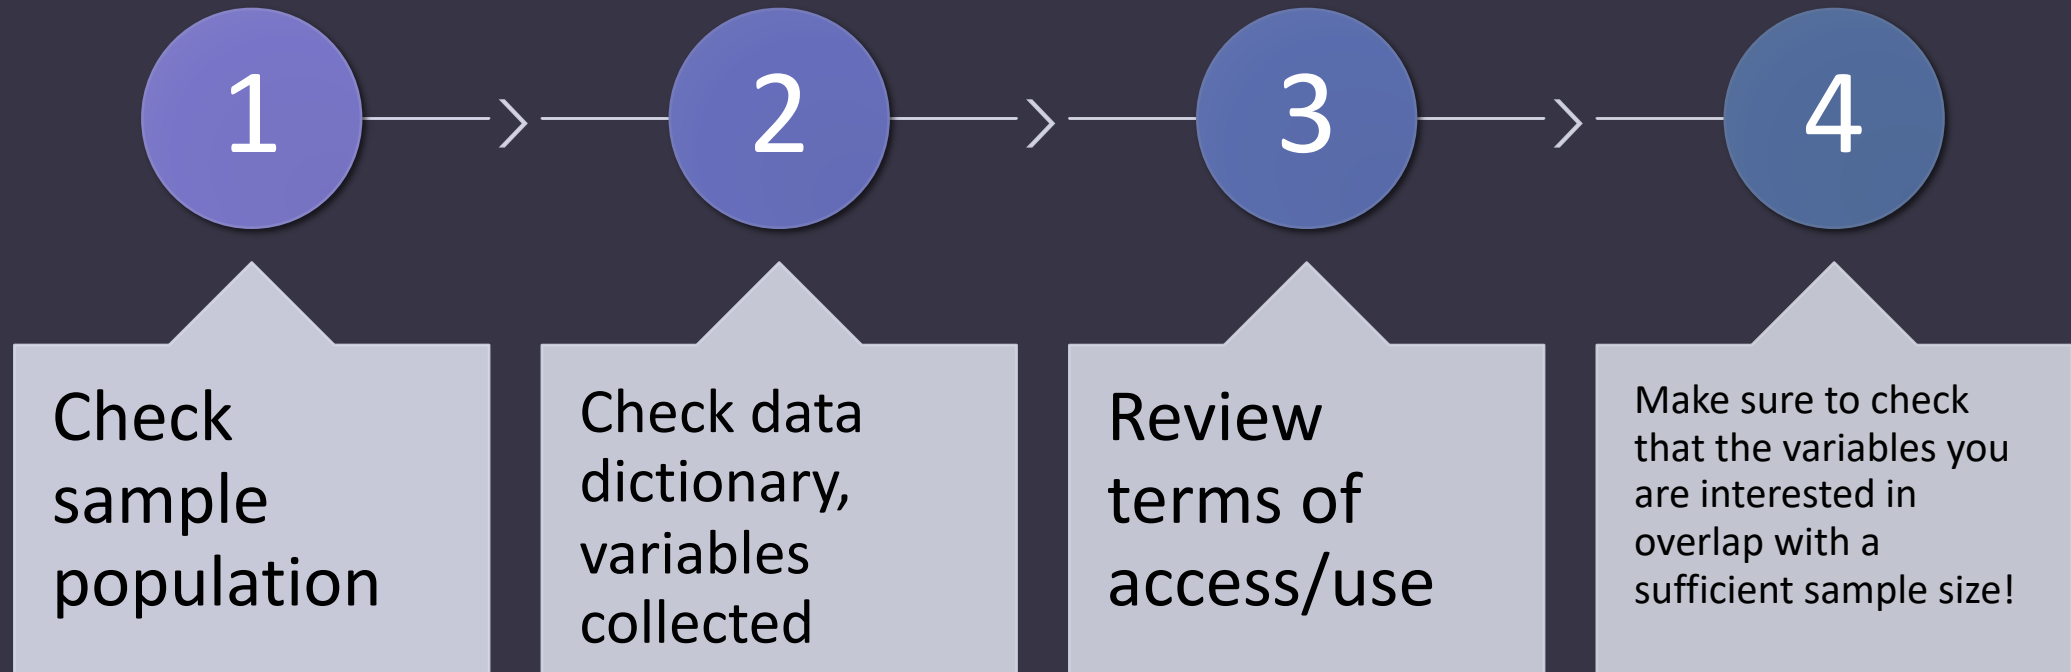 1
2
3
4
Check
sample
population
Check data
dictionary,
variables
collected
Review
terms of
access/use
Make sure to check
that the variables you
are interested in
overlap with a
sufficient sample size!